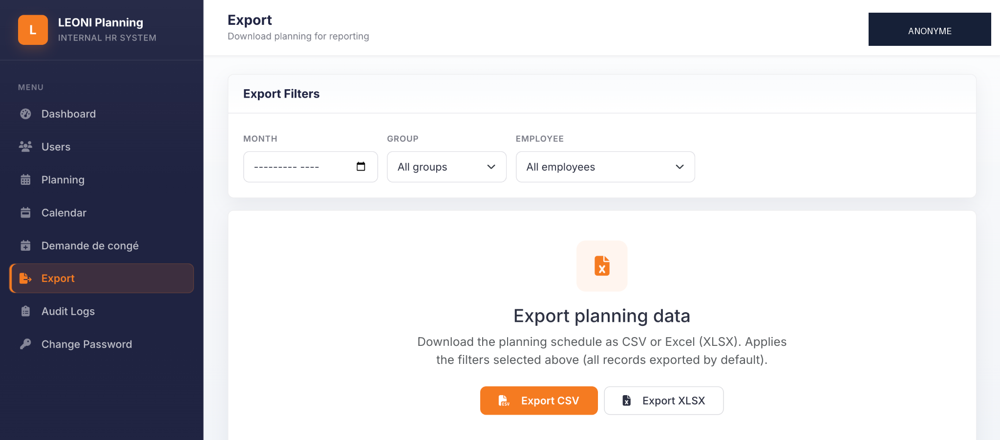 L
LEONI Planning
INTERNAL HR SYSTEM
MENU
Dashboard
Users
Planning
Calendar
Demande de congé
Export
Audit Logs
Change Password
Export
Download planning for reporting
ANONYME
Export Filters
MONTH
GROUP
EMPLOYEE
--------- ----
All groups
All employees
X
Export planning data
Download the planning schedule as CSV or Excel (XLSX). Applies
the filters selected above (all records exported by default).
CSV
Export CSV
X
Export XLSX